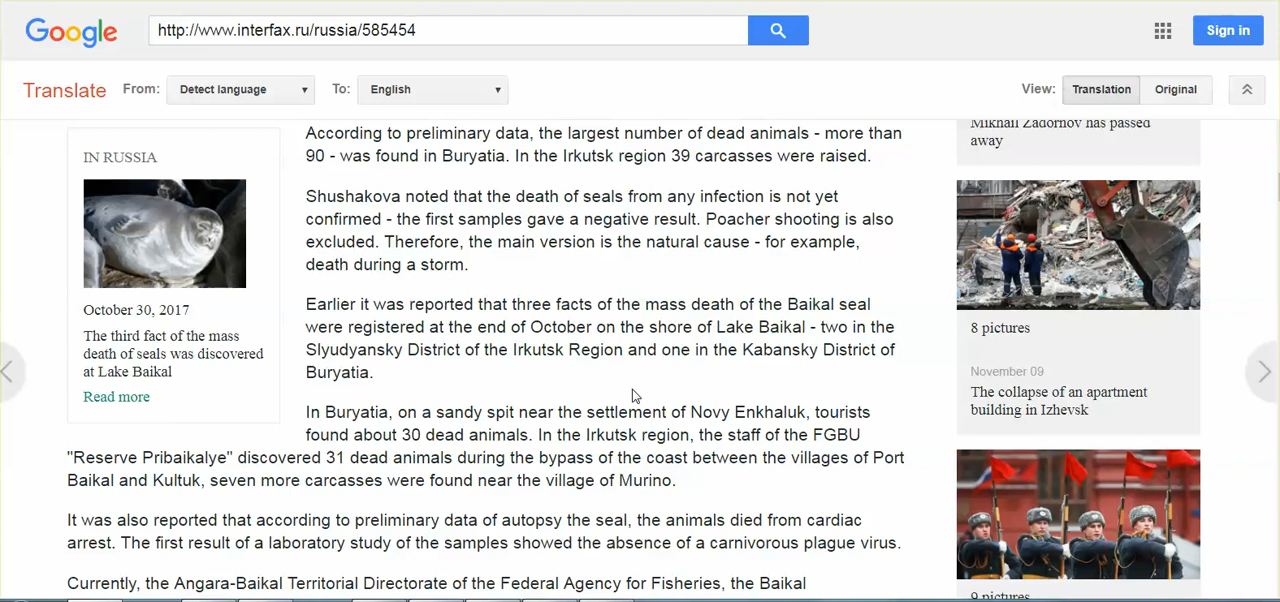 Google
http://www.interfax.ru/russia/585454
Sign in
Translate
From:
Detect language
To:
English
View:
Translation
Original
IN RUSSIA
October 30, 2017
The third fact of the mass
death of seals was discovered
at Lake Baikal
Read more
According to preliminary data, the largest number of dead animals - more than
90 - was found in Buryatia. In the Irkutsk region 39 carcasses were raised.
Shushakova noted that the death of seals from any infection is not yet
confirmed - the first samples gave a negative result. Poacher shooting is also
excluded. Therefore, the main version is the natural cause - for example,
death during a storm.
Earlier it was reported that three facts of the mass death of the Baikal seal
were registered at the end of October on the shore of Lake Baikal - two in the
Slyudyansky District of the Irkutsk Region and one in the Kabansky District of
Buryatia.
In Buryatia, on a sandy spit near the settlement of Novy Enkhaluk, tourists
found about 30 dead animals. In the Irkutsk region, the staff of the FGBU
"Reserve Pribaikalye" discovered 31 dead animals during the bypass of the coast between the villages of Port
Baikal and Kultuk, seven more carcasses were found near the village of Murino.
It was also reported that according to preliminary data of autopsy the seal, the animals died from cardiac
arrest. The first result of a laboratory study of the samples showed the absence of a carnivorous plague virus.
Currently, the Angara-Baikal Territorial Directorate of the Federal Agency for Fisheries, the Baikal
Mikhail Zadornov has passed
away
8 pictures
November 09
The collapse of an apartment
building in Izhevsk
9 pictures